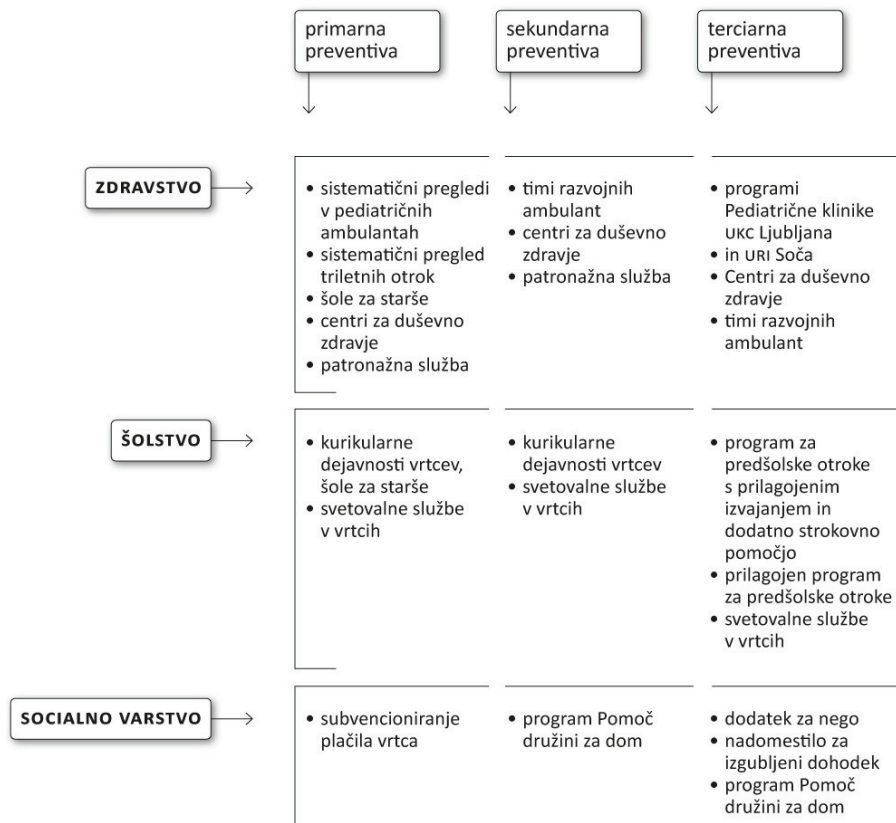 primarna
preventiva
sekundarna
preventiva
terciarna
preventiva
ZDRAVSTVO
• sistematični pregledi
v pediatričnih
ambulantah
• sistematični pregled
triletnih otrok
• šole za starše
• centri za duševno
zdravje
• patronažna služba
• timi razvojnih
ambulant
• centri za duševno
zdravje
• patronažna služba
• programi
Pediatrične klinike
UKC Ljubljana
• in URI Soča
• Centri za duševno
zdravje
• timi razvojnih
ambulant
ŠOLSTVO
• kurikularne
dejavnosti vrtcev,
šole za starše
• svetovalne službe
v vrtcih
• kurikularne
dejavnosti vrtcev
• svetovalne službe
v vrtcih
• program za
predšolske otroke
s prilagojenim
izvajanjem in
dodatno strokovno
pomočjo
• prilagojen program
za predšolske otroke
• svetovalne službe
v vrtcih
SOCIALNO VARSTVO
• subvencioniranje
plačila vrtca
• program Pomoč
družini za dom
• dodatek za nego
• nadomestilo za
izgubljeni dohodek
• program Pomoč
družini za dom